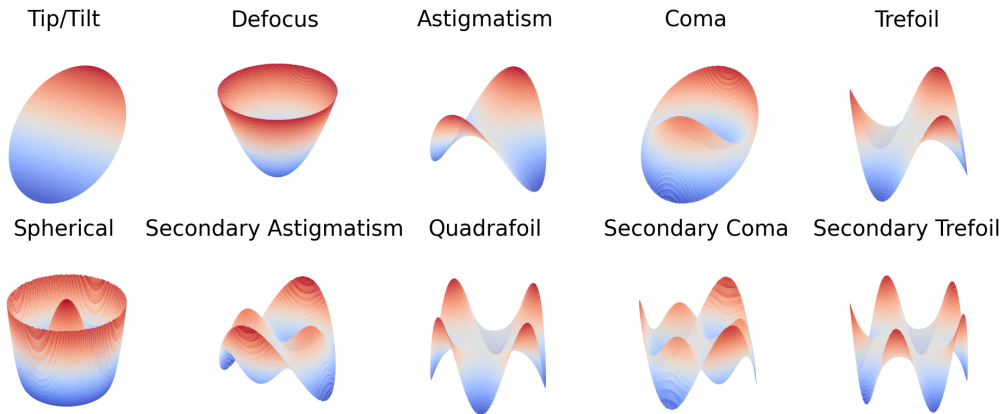 Tip/Tilt
Defocus
Astigmatism
Coma
Trefoil
Spherical
Secondary Astigmatism
Quadrafoil
Secondary Coma
Secondary Trefoil